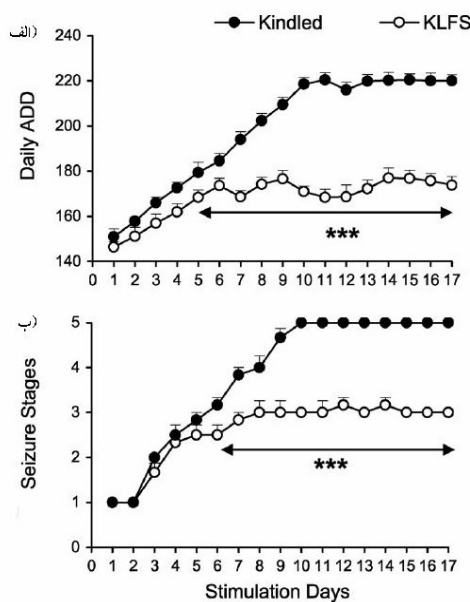 Kindled KLFS
الف)
Daily ADD
220
200
180
160
140
240
***
0 1 2 3 4 5 6 7 8 9 10 11 12 13 14 15 16 17
ب)
Seizure Stages
5
4
3
2
1
0
***
0 1 2 3 4 5 6 7 8 9 10 11 12 13 14 15 16 17
Stimulation Days